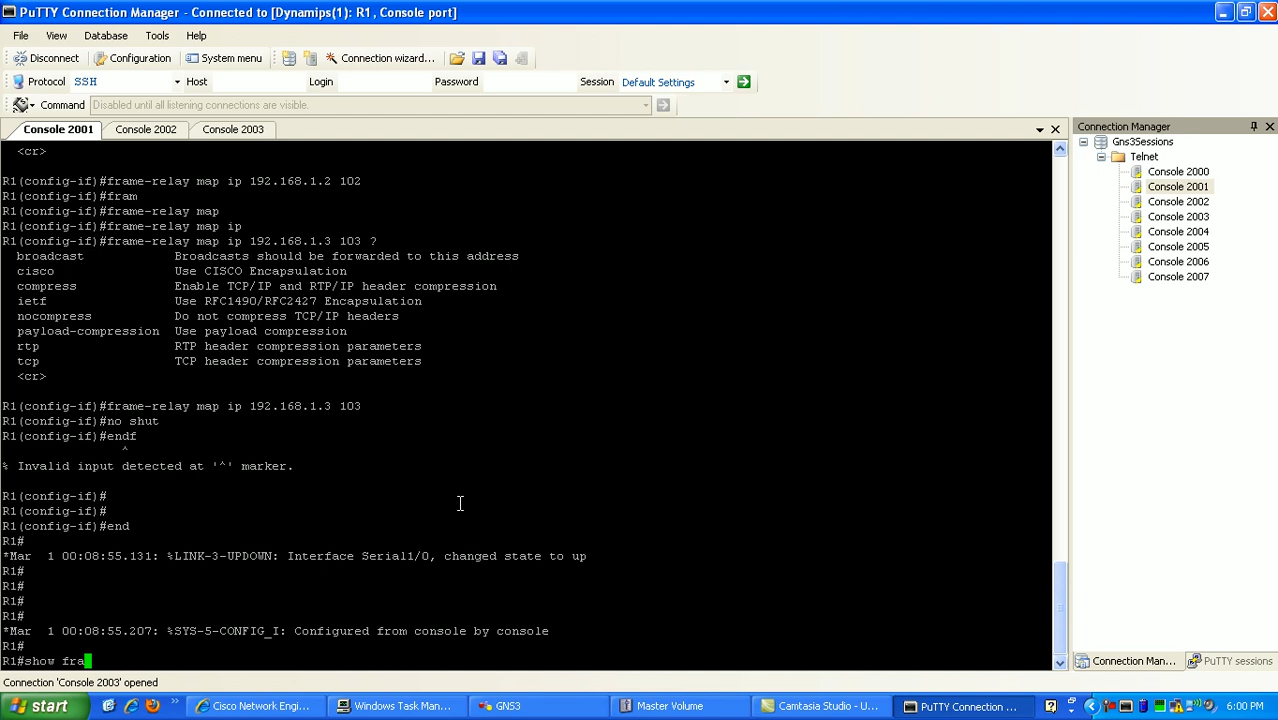 PuTTY Connection Manager - Connected to [Dynamips(1): R1 , Console port]
File View Database Tools Help
Disconnect Configuration System menu Connection wizard...
Protocol SSH Host Login Password Session Default Settings
Command Disabled until all listening connections are visible.
Console 2001 Console 2002 Console 2003
<cr>
R1(config-if)#frame-relay map ip 192.168.1.2 102
R1(config-if)#fram
R1(config-if)#frame-relay map
R1(config-if)#frame-relay map ip
R1(config-if)#frame-relay map ip 192.168.1.3 103 ?
broadcast Broadcasts should be forwarded to this address
cisco Use CISCO Encapsulation
compress Enable TCP/IP and RTP/IP header compression
ietf Use RFC1490/RFC2427 Encapsulation
nocompress Do not compress TCP/IP headers
payload-compression Use payload compression
rtp RTP header compression parameters
tcp TCP header compression parameters
<cr>
R1(config-if)#frame-relay map ip 192.168.1.3 103
R1(config-if)#no shut
R1(config-if)#endf
^
% Invalid input detected at '^' marker.
R1(config-if)#
R1(config-if)#
R1(config-if)#end
R1#
*Mar 1 00:08:55.131: %LINK-3-UPDOWN: Interface Serial1/0, changed state to up
R1#
R1#
R1#
R1#
*Mar 1 00:08:55.207: %SYS-5-CONFIG_I: Configured from console by console
R1#
R1#show fra
Connection Manager
Gns3Sessions
Telnet
Console 2000
Console 2001
Console 2002
Console 2003
Console 2004
Console 2005
Console 2006
Console 2007
Connection Man... PuTTY sessions
Connection 'Console 2003' opened
start Cisco Network Engi... Windows Task Man... GNS3 Master Volume Camtasia Studio - U... PuTTY Connection ... 6:00 PM